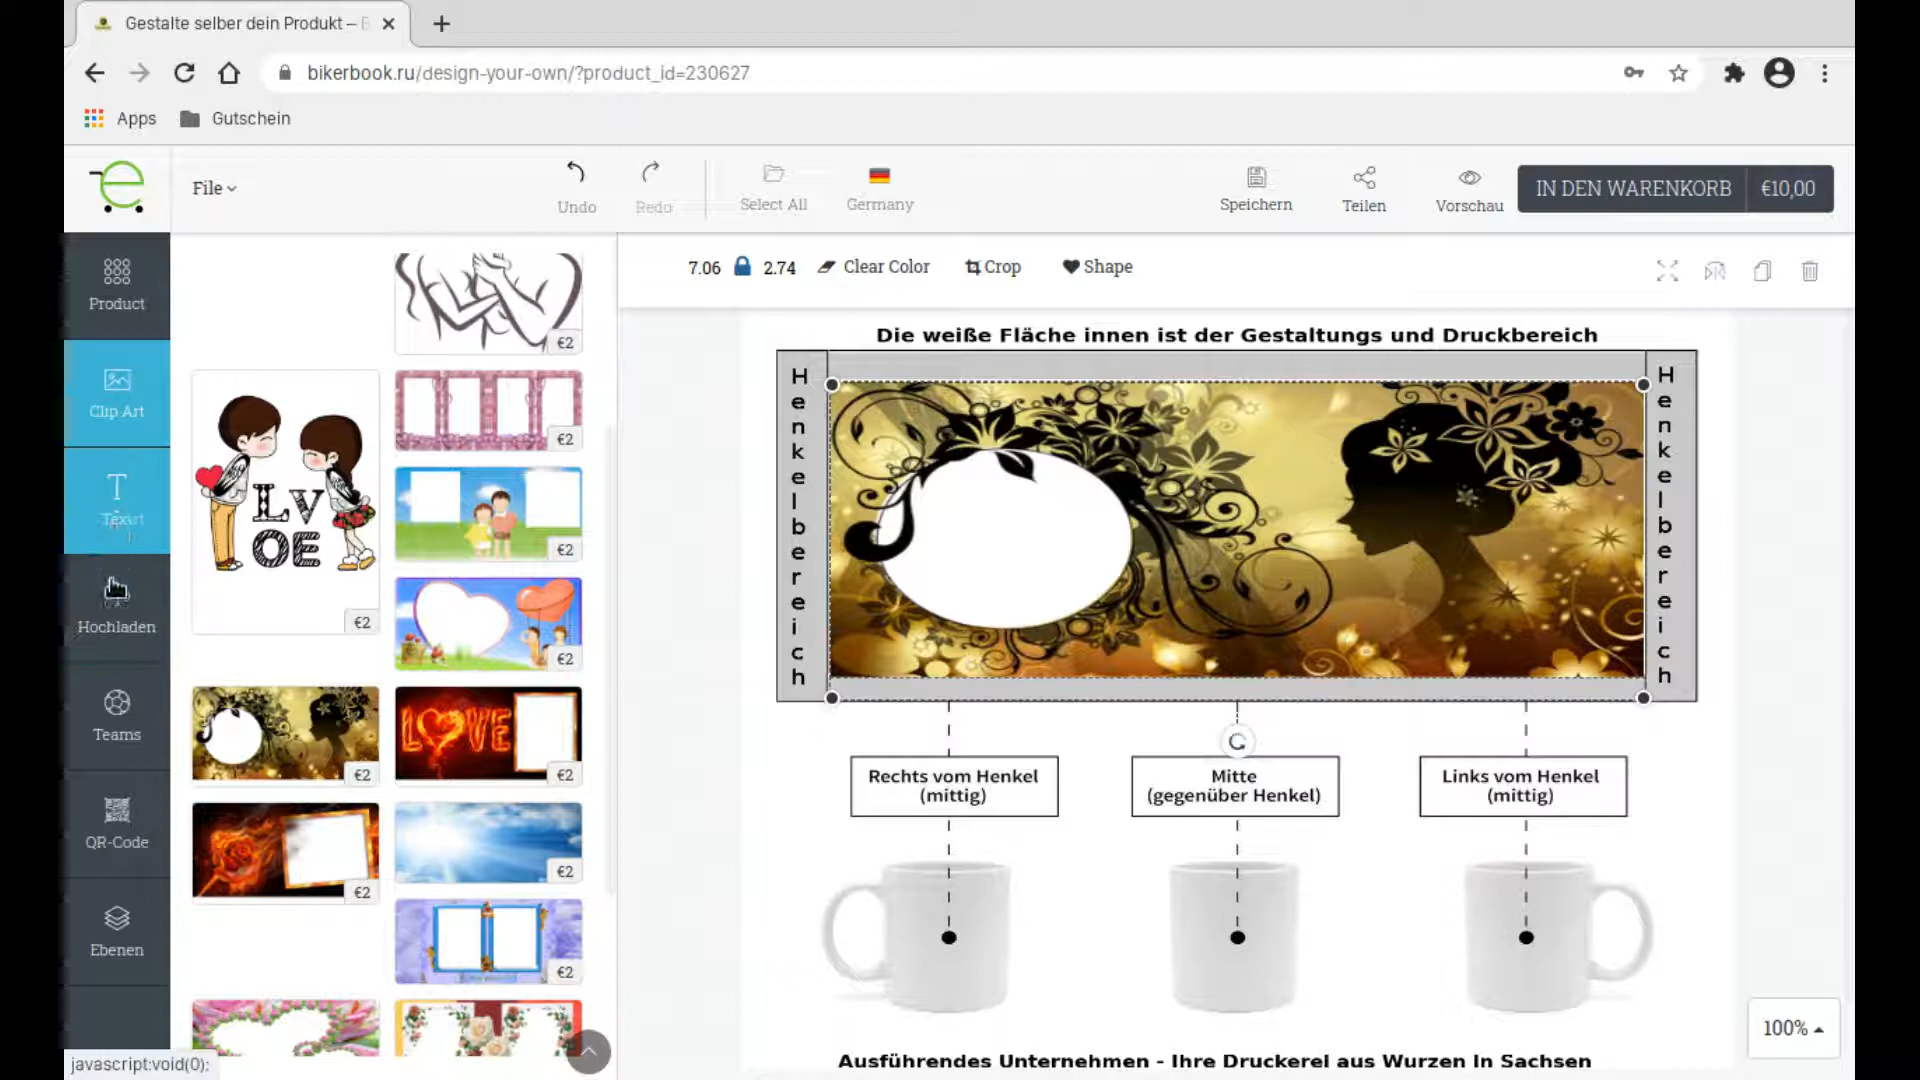 Gestalte selber dein Produkt –
bikerbook.ru/design-your-own/?product_id=230627
Apps
Gutschein
File
Undo
Redo
Select All
Germany
Speichern
Teilen
Vorschau
IN DEN WARENKORB
€10,00
Product
Clip Art
Hochladen
Teams
QR-Code
Ebenen
€2
€2
€2
€2
€2
€2
€2
€2
€2
€2
LV
OE
LOVE
7.06
2.74
Clear Color
Crop
Shape
Die weiße Fläche innen ist der Gestaltungs und Druckbereich
Henkelbereich
Henkelbereich
Rechts vom Henkel
(mittig)
Mitte
(gegenüber Henkel)
Links vom Henkel
(mittig)
Ausführendes Unternehmen - Ihre Druckerei aus Wurzen in Sachsen
100%
javascript:void(0);